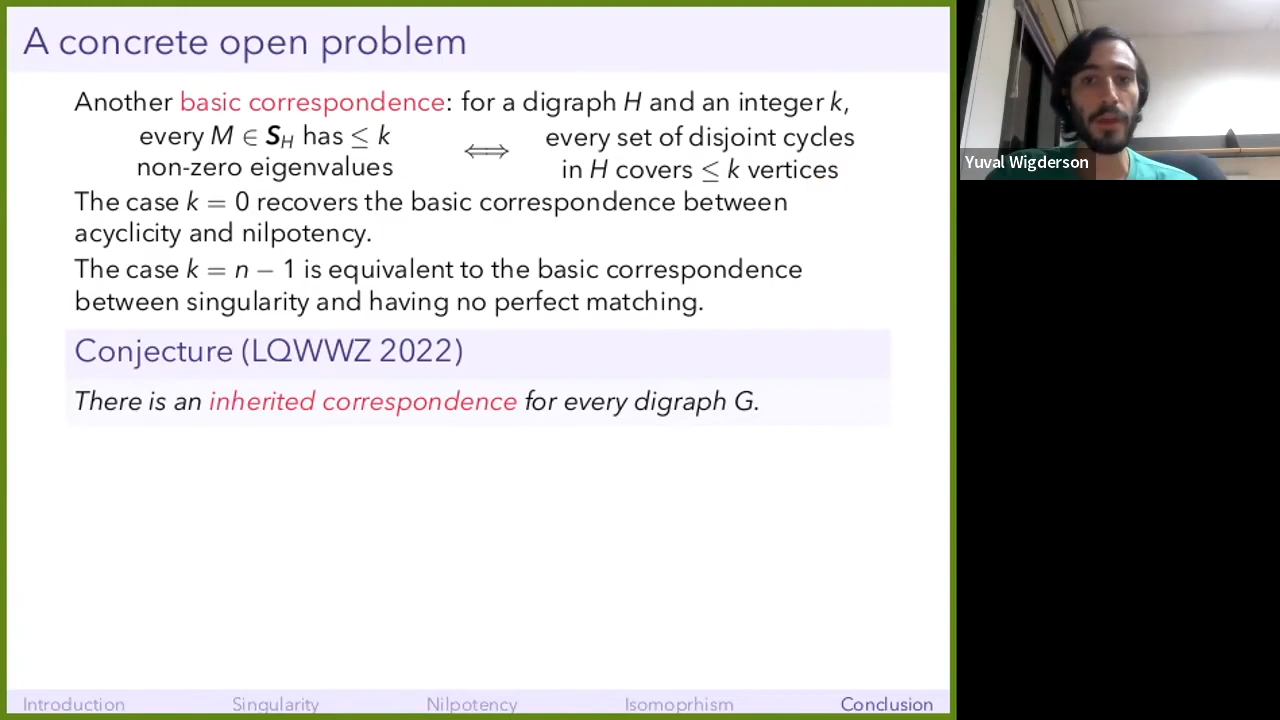 A concrete open problem
Another basic correspondence: for a digraph H and an integer k,
every M ∈ S_H has ≤ k
non-zero eigenvalues
⟺
every set of disjoint cycles
in H covers ≤ k vertices
The case k = 0 recovers the basic correspondence between
acyclicity and nilpotency.
The case k = n − 1 is equivalent to the basic correspondence
between singularity and having no perfect matching.
Conjecture (LQWWZ 2022)
There is an inherited correspondence for every digraph G.
Introduction Singularity Nilpotency Isomoprhism Conclusion
Yuval Wigderson